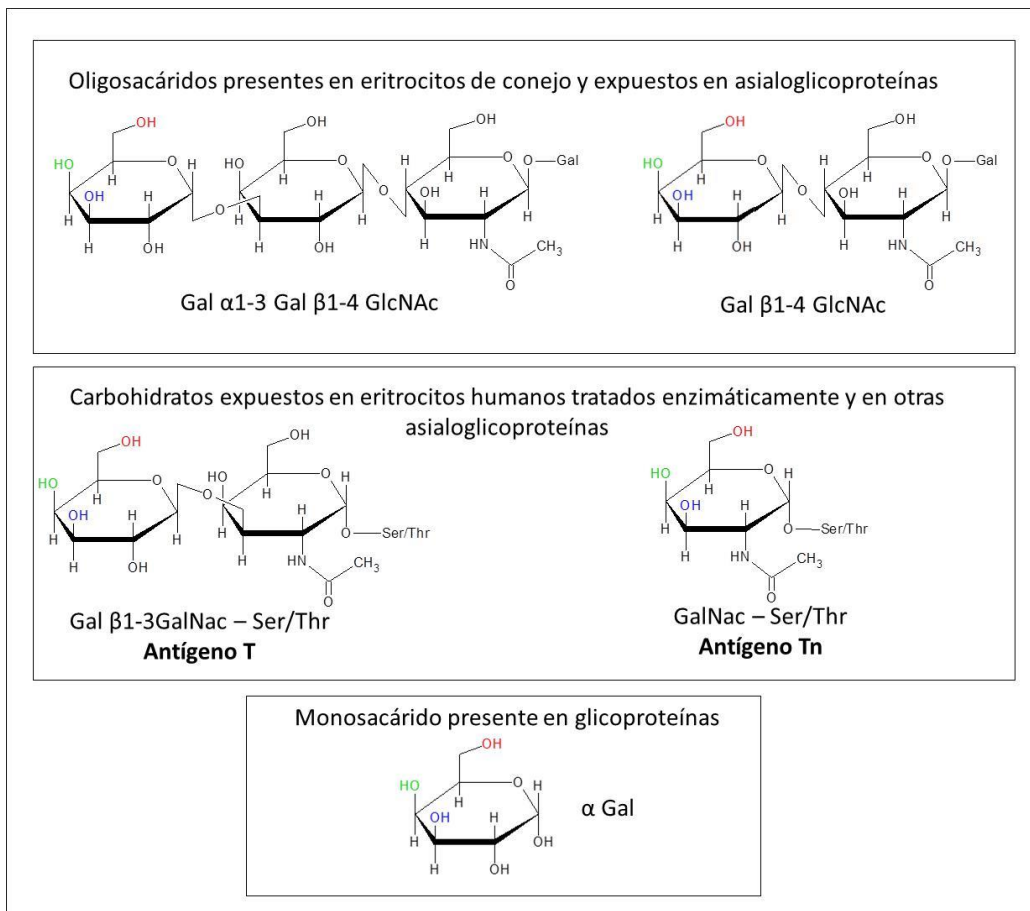 Oligosacáridos presentes en eritrocitos de conejo y expuestos en asialoglicoproteínas
OH
OH
OH
OH
HO
O
H
HO
O
H
O
O
Gal
HO
OH
O
O
Gal
H
H
H
H
OH
H
HO
OH
H
H
H
OH
H
H
O
H
O
H
H
H
OH
H
O
H
H
H
OH
H
OH
H
HN
CH3
H
OH
H
HN
CH3
O
O
Gal α1-3 Gal β1-4 GlcNAc
Gal β1-4 GlcNAc
Carbohidratos expuestos en eritrocitos humanos tratados enzimáticamente y en otras
asialoglicoproteínas
OH
OH
OH
HO
O
H
O
HO
O
H
HO
O
H
OH
H
H
O
Ser/Thr
OH
H
O
Ser/Thr
H
H
H
H
OH
H
HN
CH3
H
HN
CH3
O
O
Gal β1-3GalNac – Ser/Thr
GalNac – Ser/Thr
Antígeno T
Antígeno Tn
Monosacárido presente en glicoproteínas
OH
HO
O
H
H
OH
H
α Gal
H
OH
H
OH